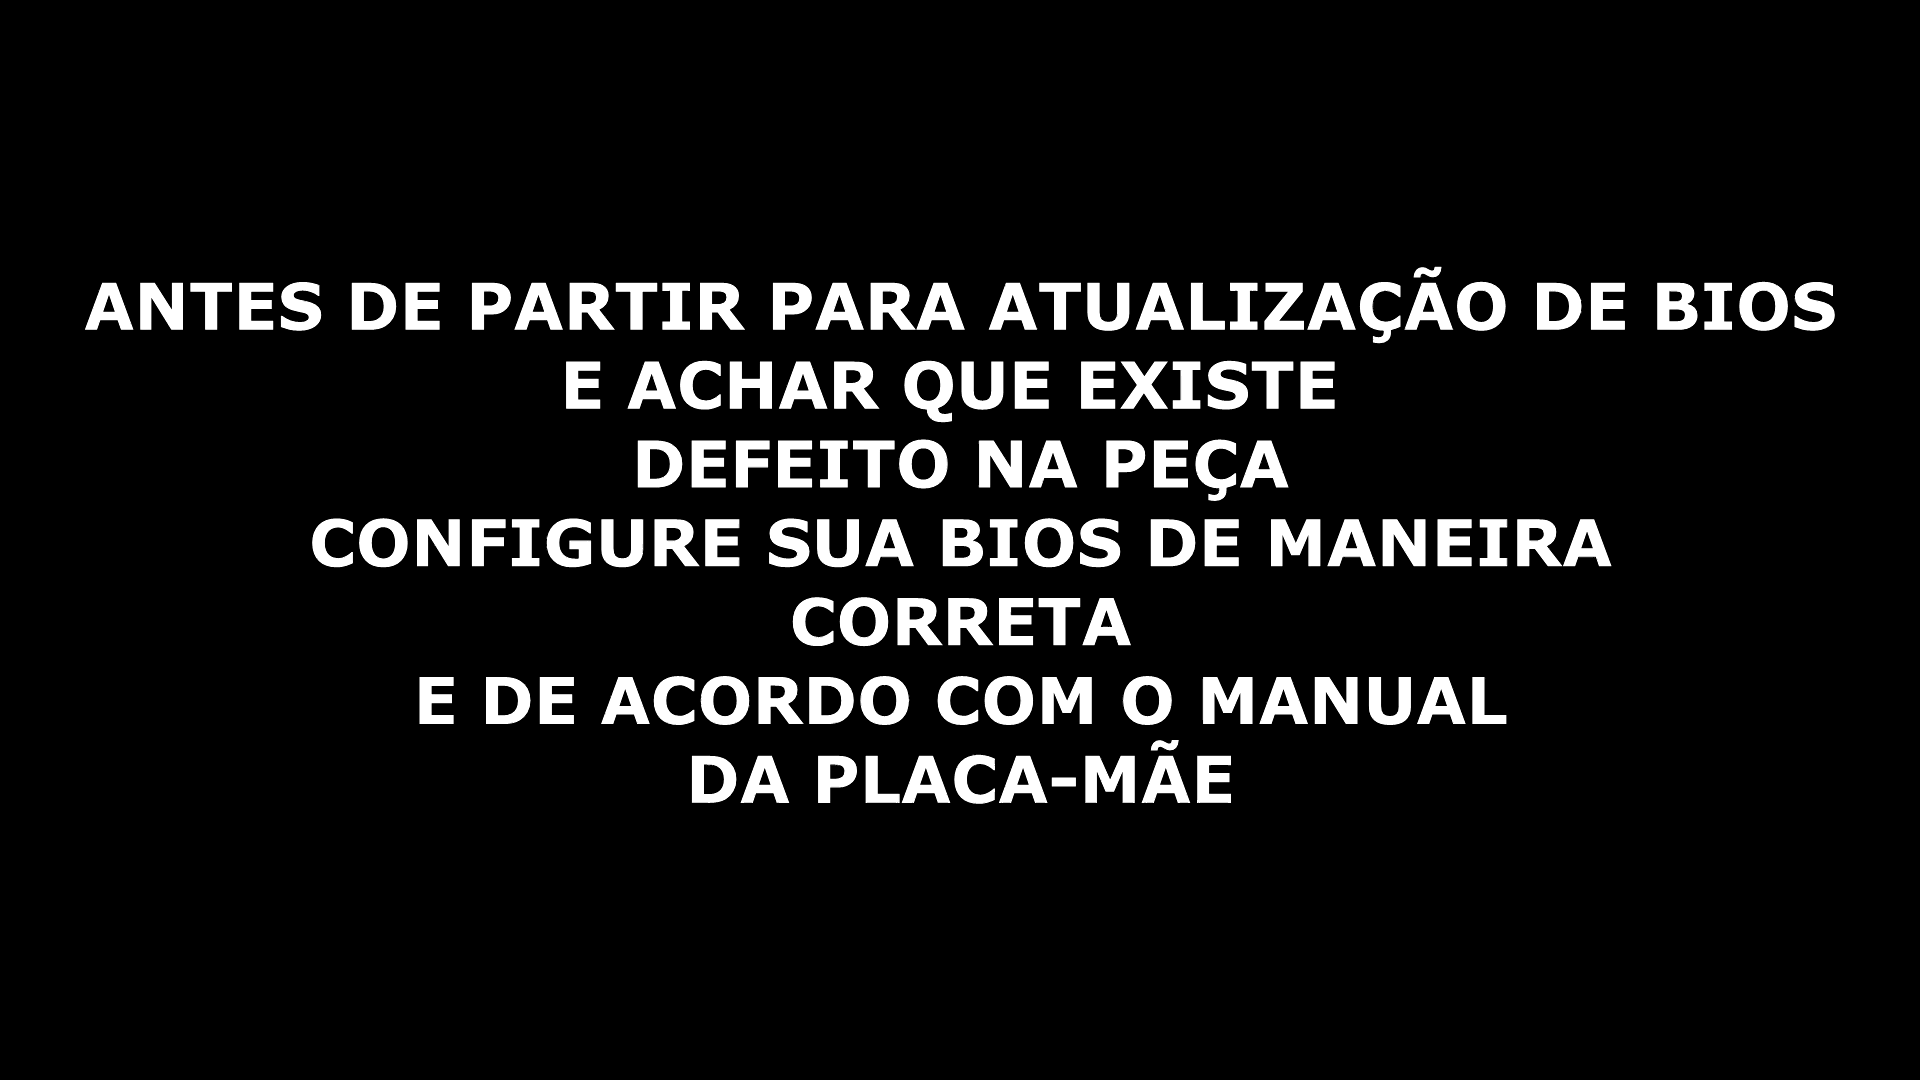 ANTES DE PARTIR PARA ATUALIZAÇÃO DE BIOS
E ACHAR QUE EXISTE
DEFEITO NA PEÇA
CONFIGURE SUA BIOS DE MANEIRA
CORRETA
E DE ACORDO COM O MANUAL
DA PLACA-MÃE